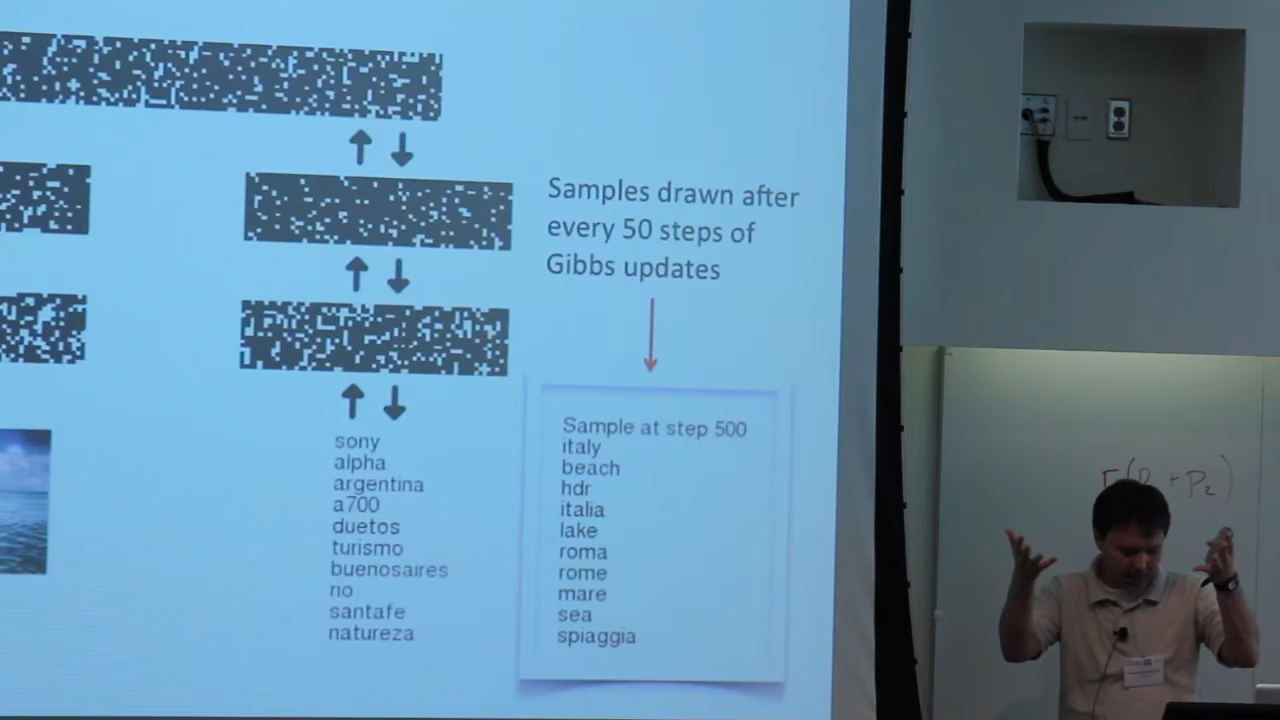 Samples drawn after
every 50 steps of
Gibbs updates
sony
alpha
argentina
a700
duetos
turismo
buenosaires
rio
santafe
natureza
Sample at step 500
italy
beach
hdr
italia
lake
roma
rome
mare
sea
spiaggia
+ P₂)